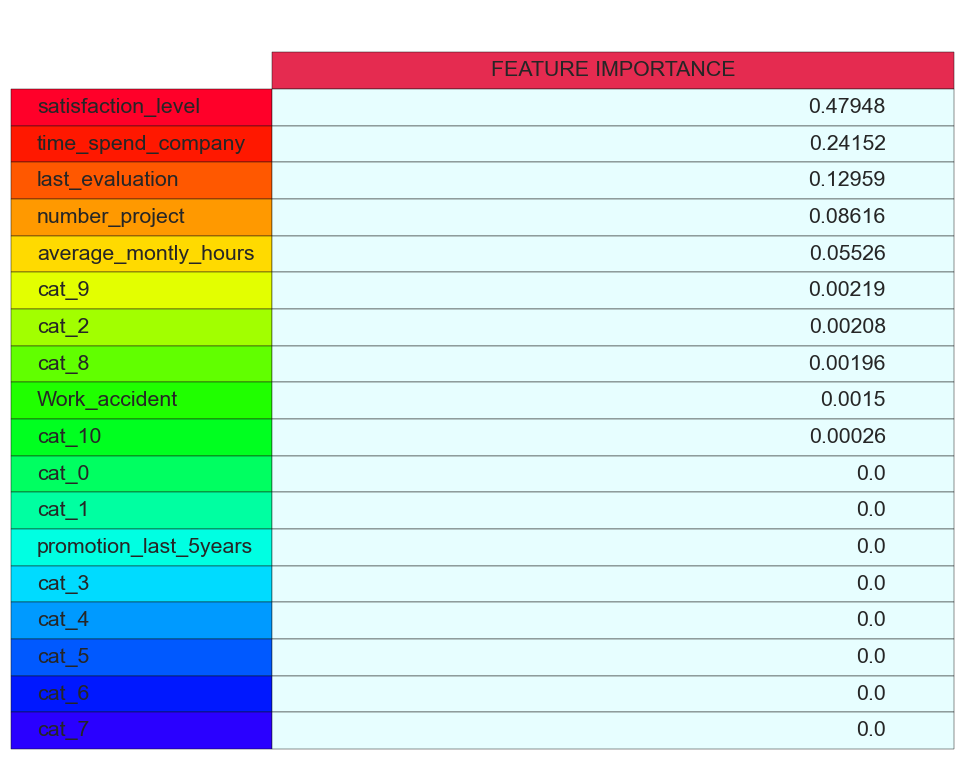 FEATURE IMPORTANCE
satisfaction_level 0.47948
time_spend_company 0.24152
last_evaluation 0.12959
number_project 0.08616
average_montly_hours 0.05526
cat_9 0.00219
cat_2 0.00208
cat_8 0.00196
Work_accident 0.0015
cat_10 0.00026
cat_0 0.0
cat_1 0.0
promotion_last_5years 0.0
cat_3 0.0
cat_4 0.0
cat_5 0.0
cat_6 0.0
cat_7 0.0